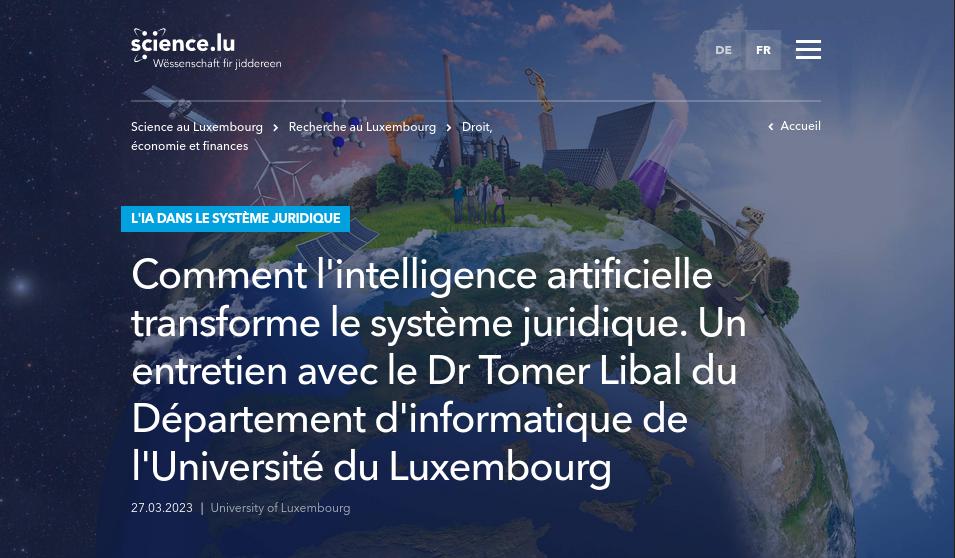 science.lu
Wëssenschaft fir jiddereen
DE
FR
Science au Luxembourg
Recherche au Luxembourg
Droit,
économie et finances
Accueil
L'IA DANS LE SYSTÈME JURIDIQUE
Comment l'intelligence artificielle
transforme le système juridique. Un
entretien avec le Dr Tomer Libal du
Département d'informatique de
l'Université du Luxembourg
27.03.2023 | University of Luxembourg